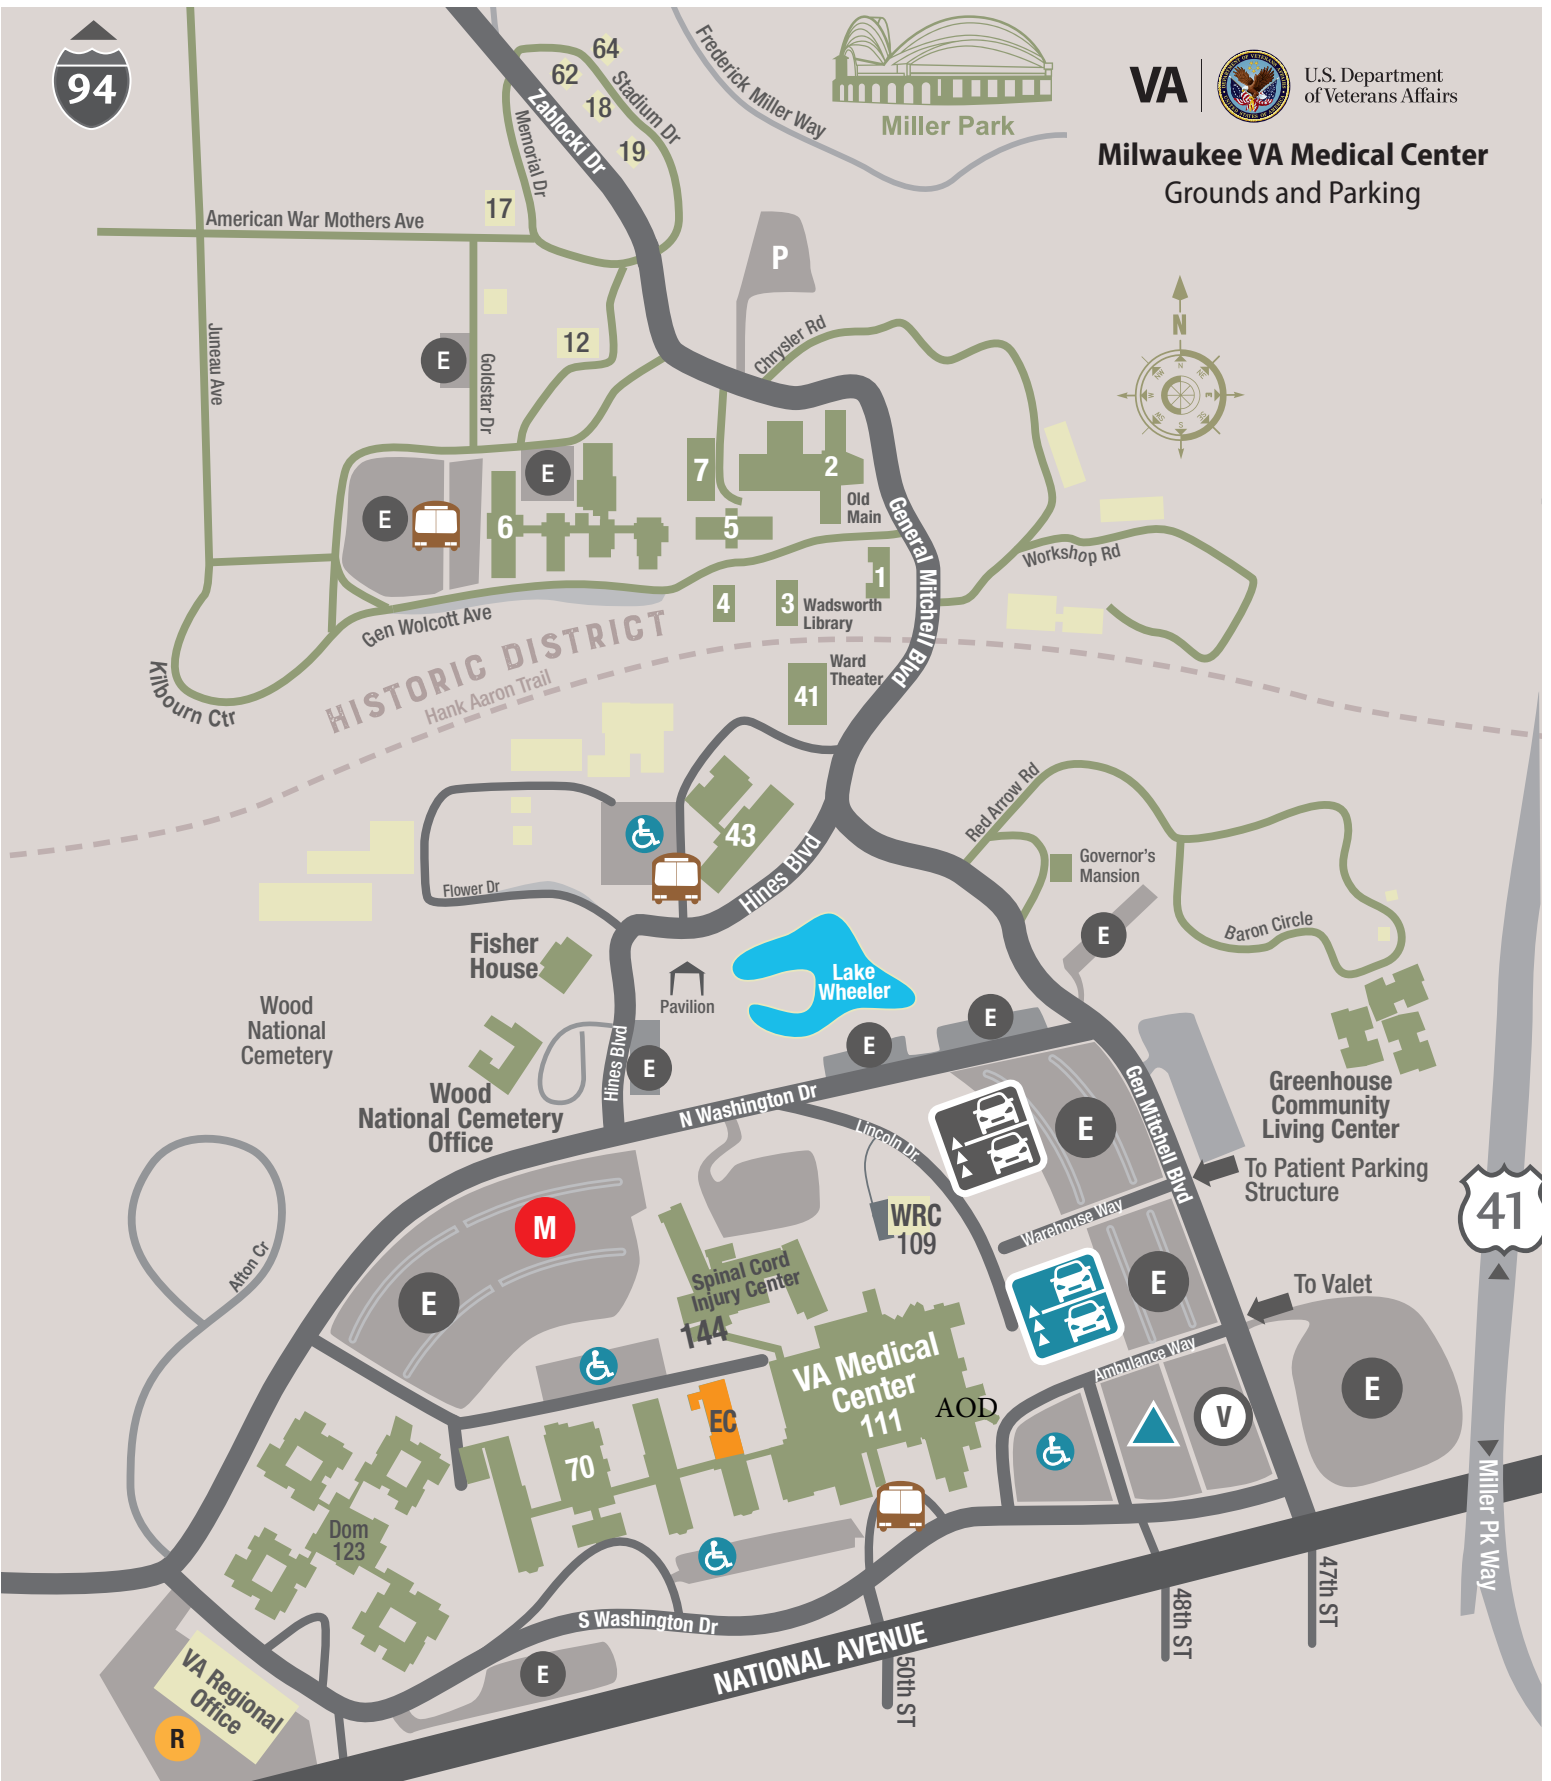 94
64
62
18
19
Stadium Dr
Zablocki Dr
Memorial Dr
Frederick Miller Way
Miller Park
VA
U.S. Department
of Veterans Affairs
Milwaukee VA Medical Center
Grounds and Parking
17
American War Mothers Ave
P
N
N
NE
E
SE
S
SW
W
NW
Juneau Ave
12
E
Goldstar Dr
Chrysler Rd
E
E
6
7
2
Old
Main
5
General Mitchell Blvd
Workshop Rd
1
4
3
Wadsworth
Library
Gen Wolcott Ave
HISTORIC DISTRICT
Hank Aaron Trail
Kilbourn Ctr
Ward
Theater
41
43
Hines Blvd
Flower Dr
Red Arrow Rd
Governor's
Mansion
E
Baron Circle
Fisher
House
Pavilion
Lake
Wheeler
Wood
National
Cemetery
E
E
E
Hines Blvd
Wood
National Cemetery
Office
N Washington Dr
Lincoln Dr.
E
Gen Mitchell Blvd
Greenhouse
Community
Living Center
To Patient Parking
Structure
41
M
E
WRC
109
Warehouse Way
Afton Cr
Spinal Cord
Injury Center
144
E
To Valet
VA Medical
Center
111
AOD
Ambulance Way
E
V
EC
70
Dom
123
Miller Pk Way
S Washington Dr
NATIONAL AVENUE
47th ST
48th ST
50th ST
E
VA Regional
Office
R